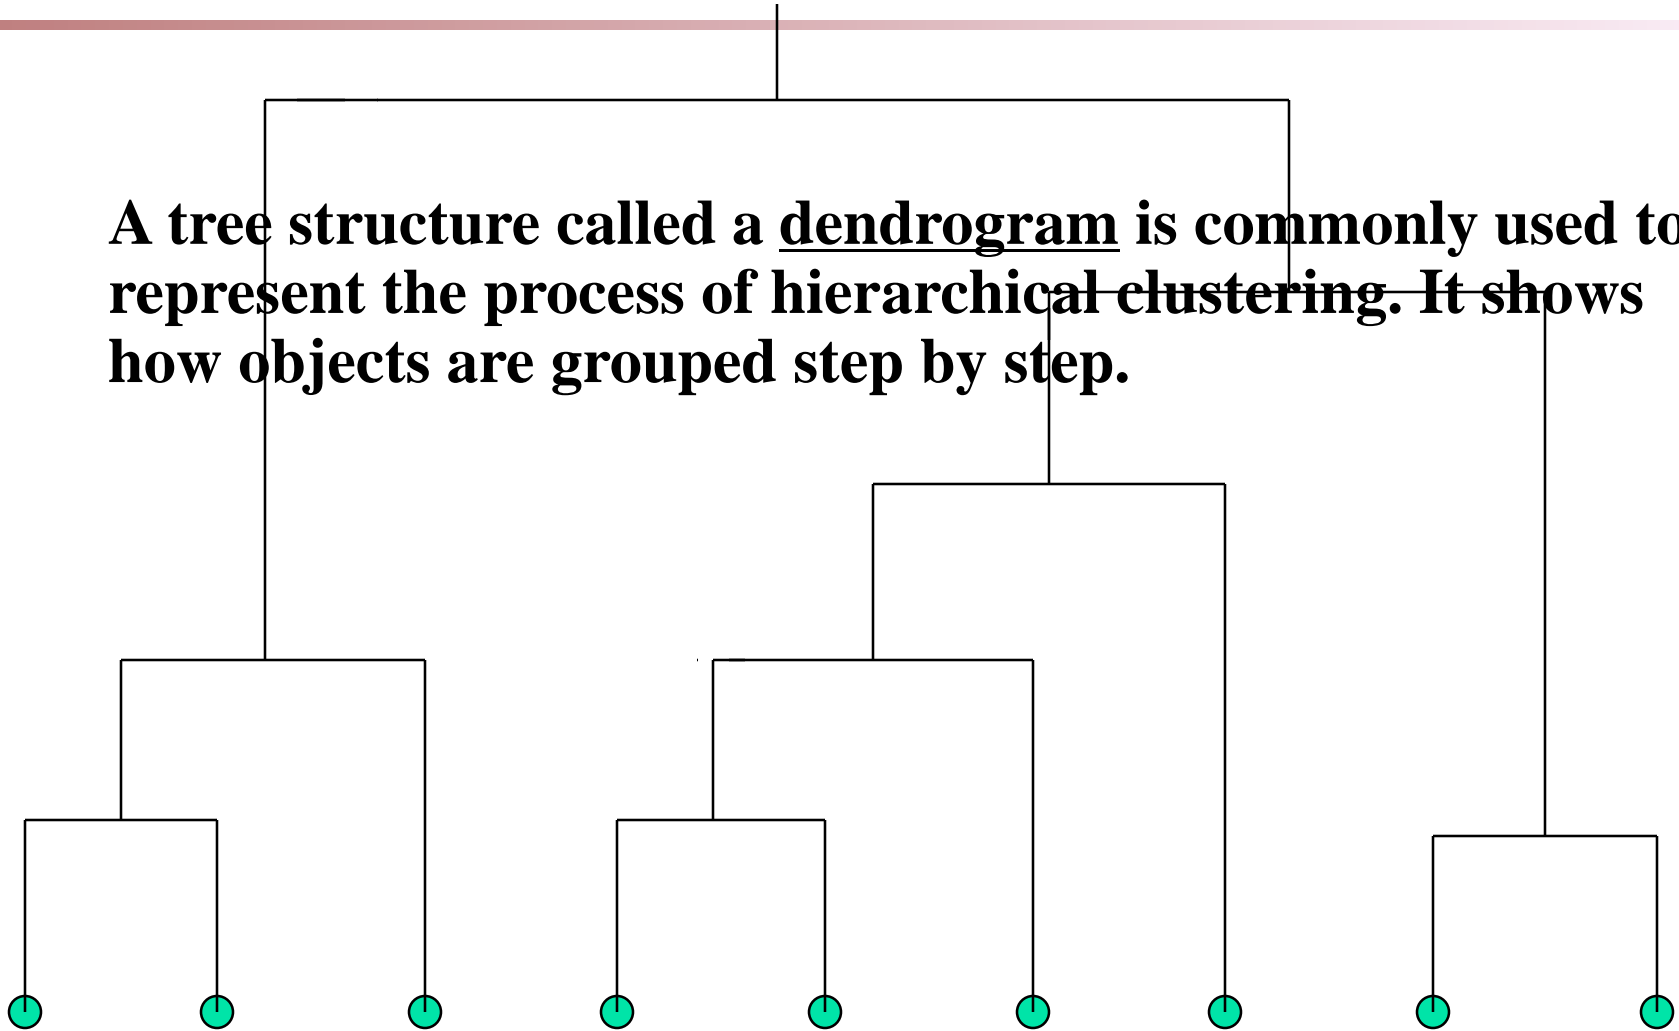 A tree structure called a dendrogram is commonly used to
represent the process of hierarchical clustering. It shows
how objects are grouped step by step.